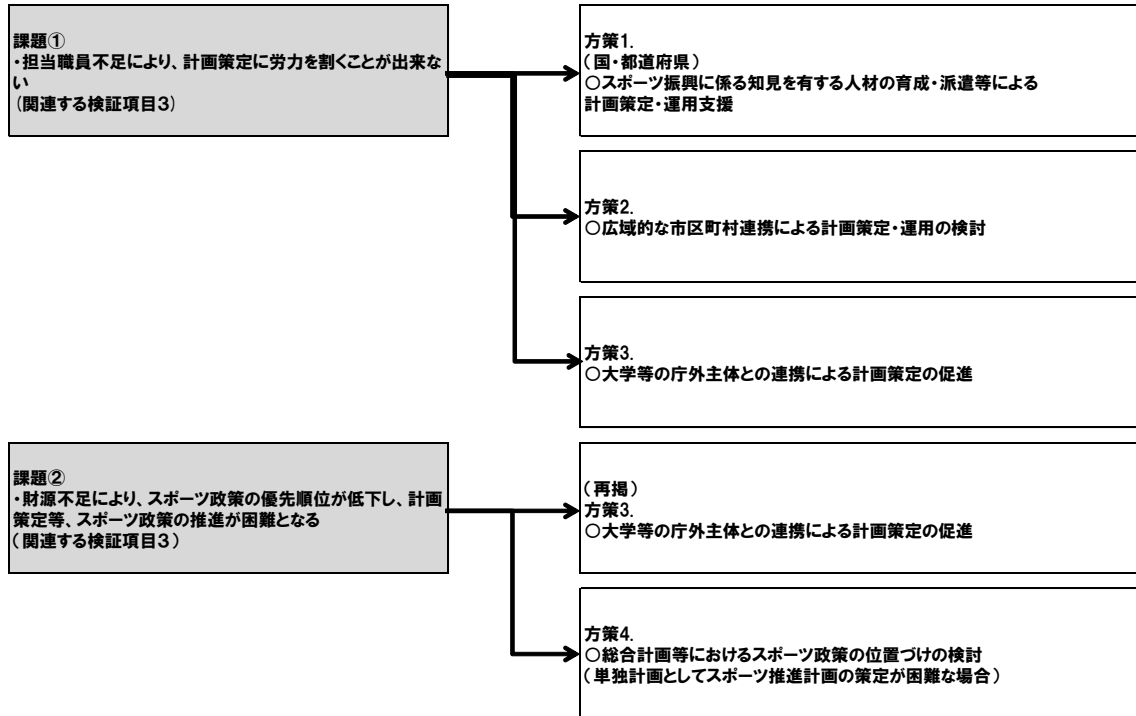 課題①
・担当職員不足により、計画策定に労力を割くことが出来な
い
(関連する検証項目3)
方策1.
(国・都道府県)
○スポーツ振興に係る知見を有する人材の育成・派遣等による
計画策定・運用支援
方策2.
○広域的な市区町村連携による計画策定・運用の検討
方策3.
○大学等の庁外主体との連携による計画策定の促進
課題②
・財源不足により、スポーツ政策の優先順位が低下し、計画
策定等、スポーツ政策の推進が困難となる
(関連する検証項目3)
(再掲)
方策3.
○大学等の庁外主体との連携による計画策定の促進
方策4.
○総合計画等におけるスポーツ政策の位置づけの検討
(単独計画としてスポーツ推進計画の策定が困難な場合)